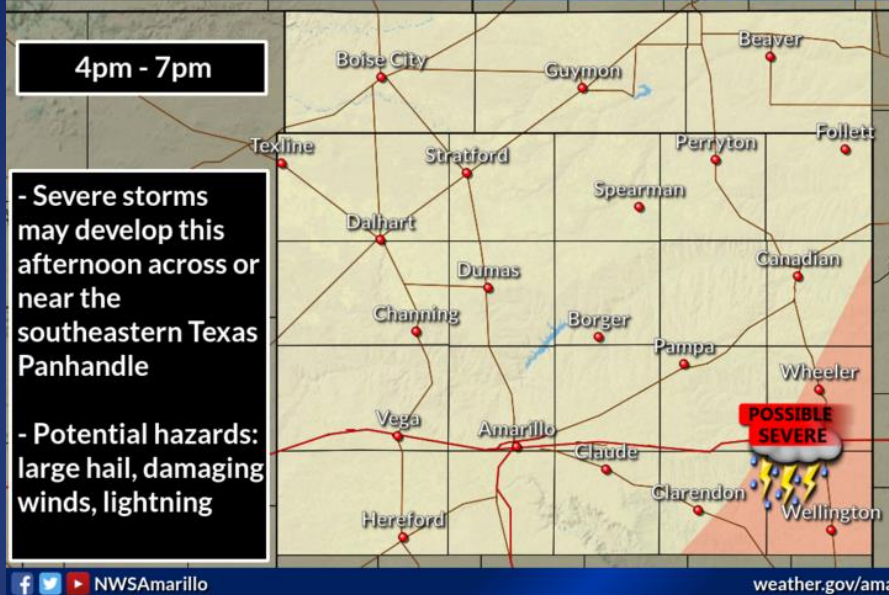 4pm - 7pm
- Severe storms
may develop this
afternoon across or
near the
southeastern Texas
Panhandle
- Potential hazards:
large hail, damaging
winds, lightning
Boise City
Guymon
Beaver
Texline
Stratford
Perryton
Follett
Spearman
Dalhart
Dumas
Canadian
Channing
Borger
Pampa
Wheeler
POSSIBLE
SEVERE
Vega
Amarillo
Claude
Clarendon
Wellington
Hereford
NWSAmarillo
weather.gov/ama